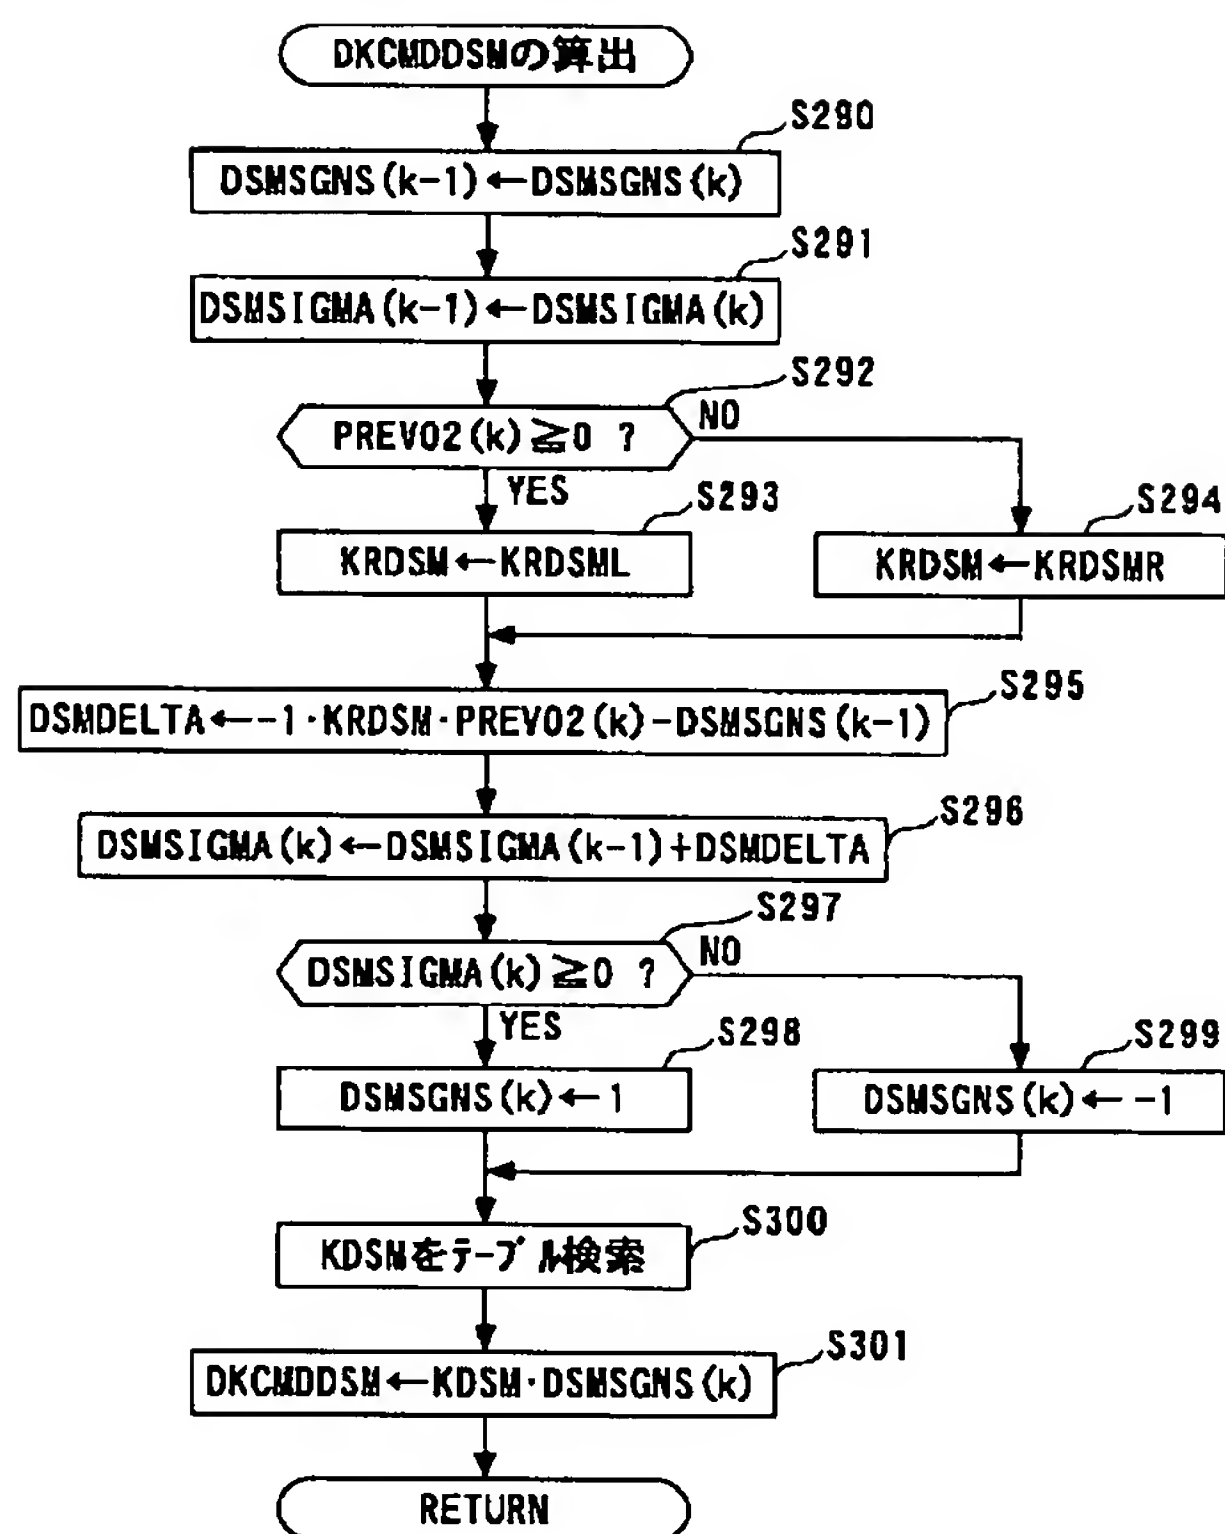 DKCMDDSMの算出
S290
DSMSGNS(k-1)←DSMSGNS(k)
S291
DSMSIGMA(k-1)←DSMSIGMA(k)
S292
PREVO2(k)≧0 ?
NO
YES
S293
S294
KRDSM←KRDSML
KRDSM←KRDSMR
S295
DSMDELTA←-1·KRDSM·PREVO2(k)-DSMSGNS(k-1)
S296
DSMSIGMA(k)←DSMSIGMA(k-1)+DSMDELTA
S297
DSMSIGMA(k)≧0 ?
NO
YES
S298
S299
DSMSGNS(k)←1
DSMSGNS(k)←-1
S300
KDSMをテーブル検索
S301
DKCMDDSM←KDSM·DSMSGNS(k)
RETURN